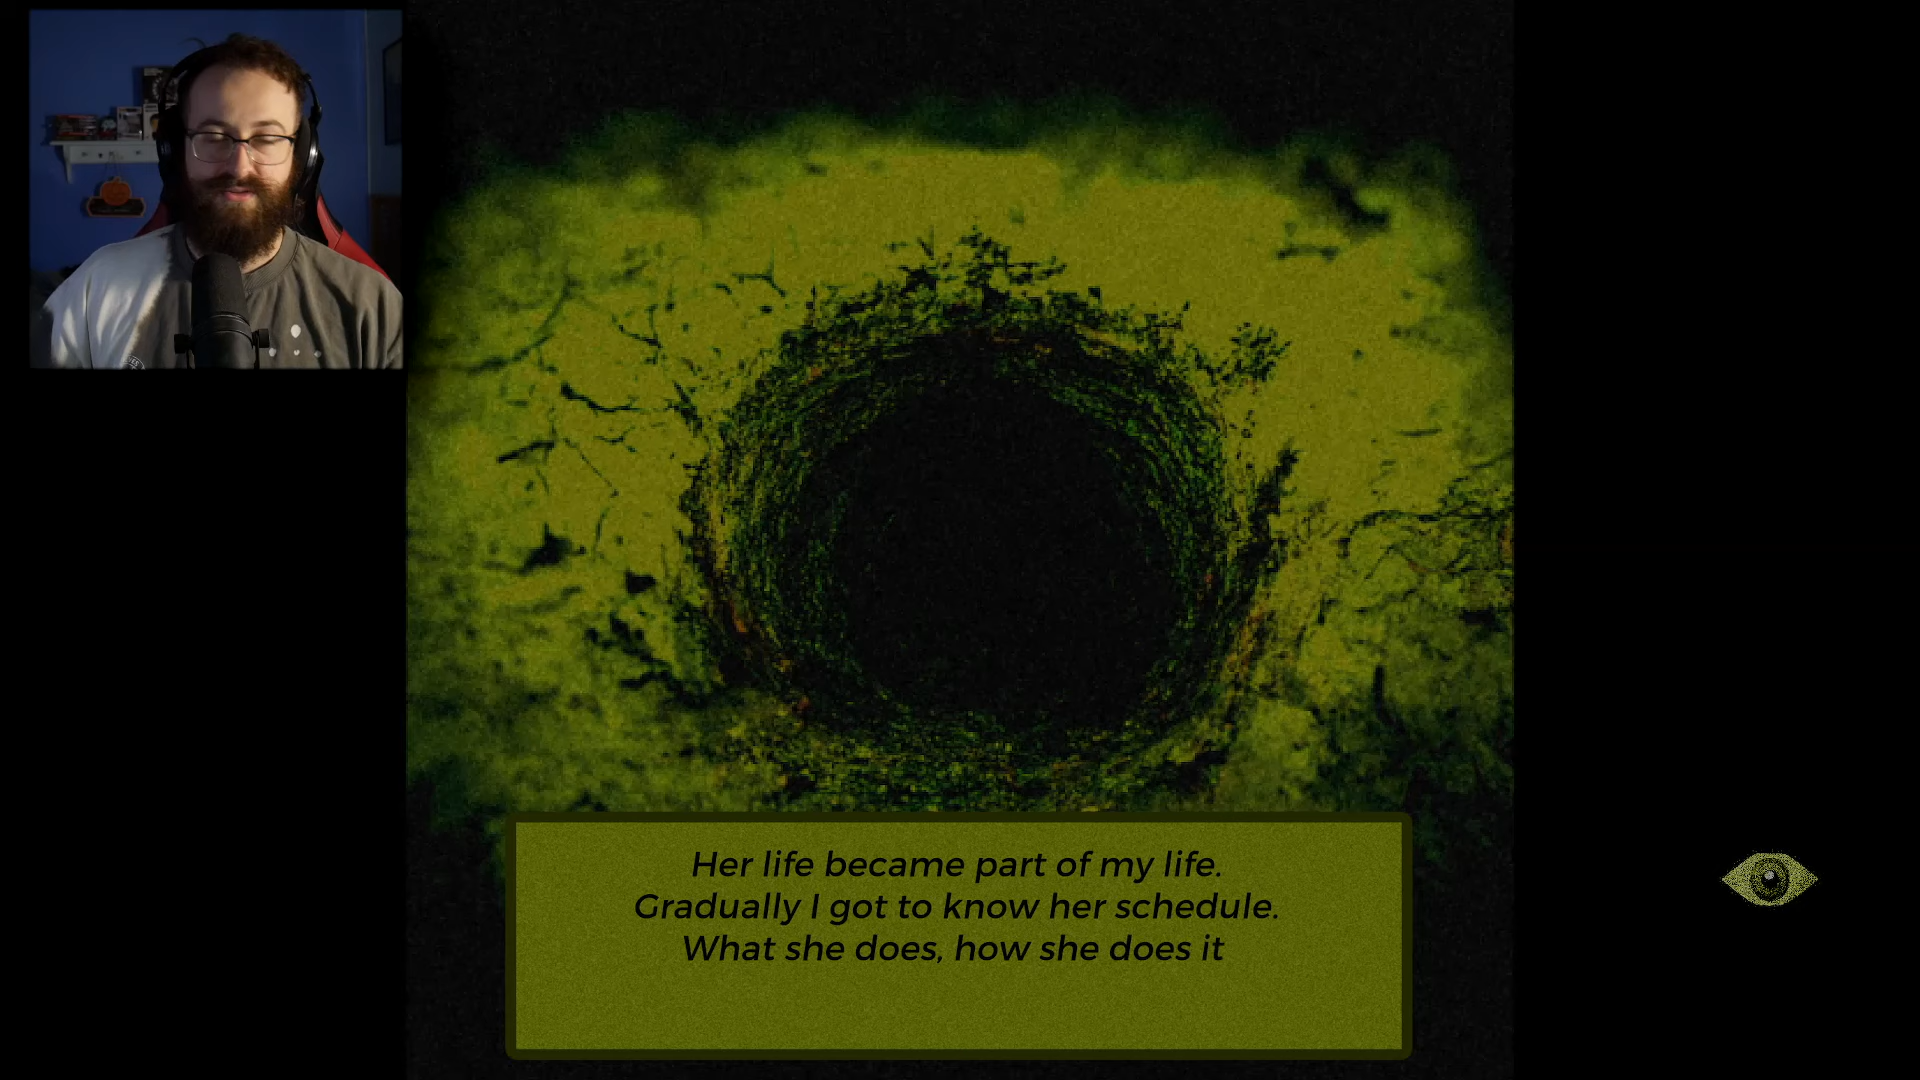 Her life became part of my life.
Gradually I got to know her schedule.
What she does, how she does it